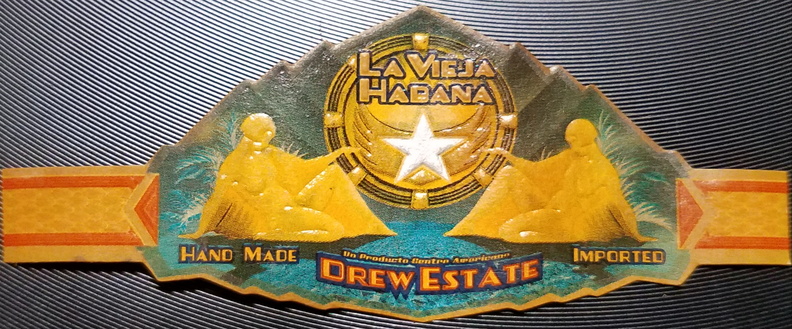 LA VIEJA
HABANA
HAND MADE
Un Producto Centro Americano
IMPORTED
DREW ESTATE